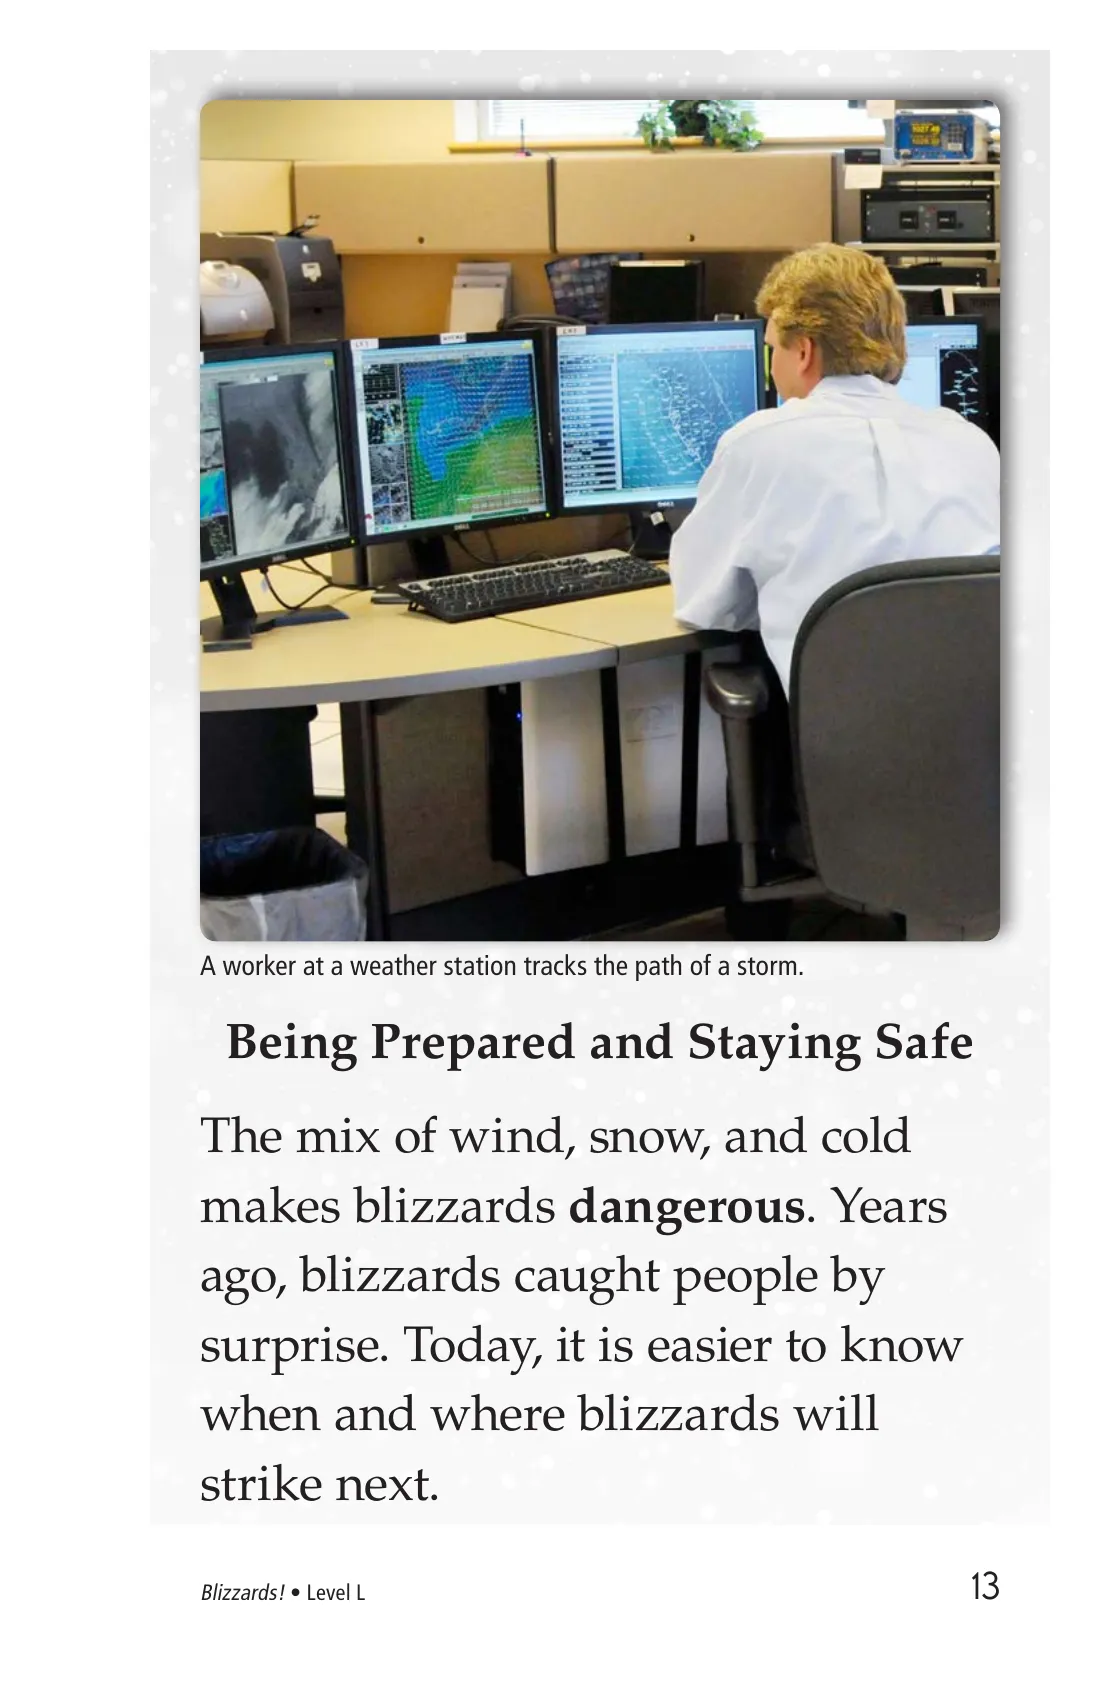 A worker at a weather station tracks the path of a storm.
Being Prepared and Staying Safe
The mix of wind, snow, and cold
makes blizzards dangerous. Years
ago, blizzards caught people by
surprise. Today, it is easier to know
when and where blizzards will
strike next.
Blizzards! • Level L
13